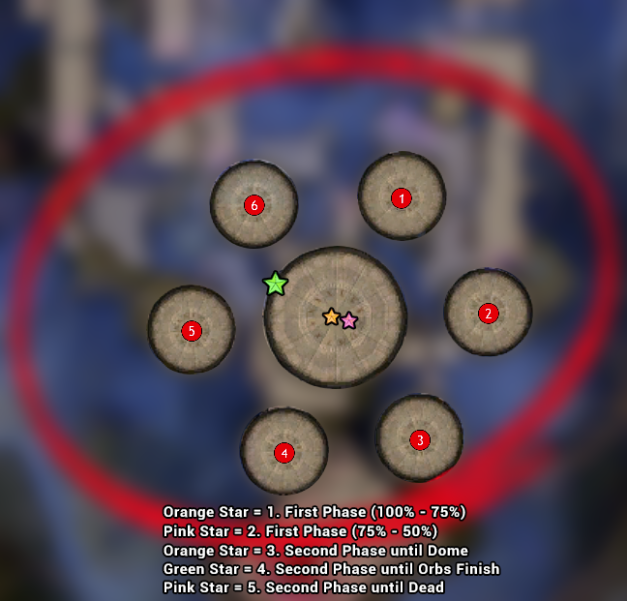 6
1
2
5
3
4
Orange Star = 1. First Phase (100% - 75%)
Pink Star = 2. First Phase (75% - 50%)
Orange Star = 3. Second Phase until Dome
Green Star = 4. Second Phase until Orbs Finish
Pink Star = 5. Second Phase until Dead